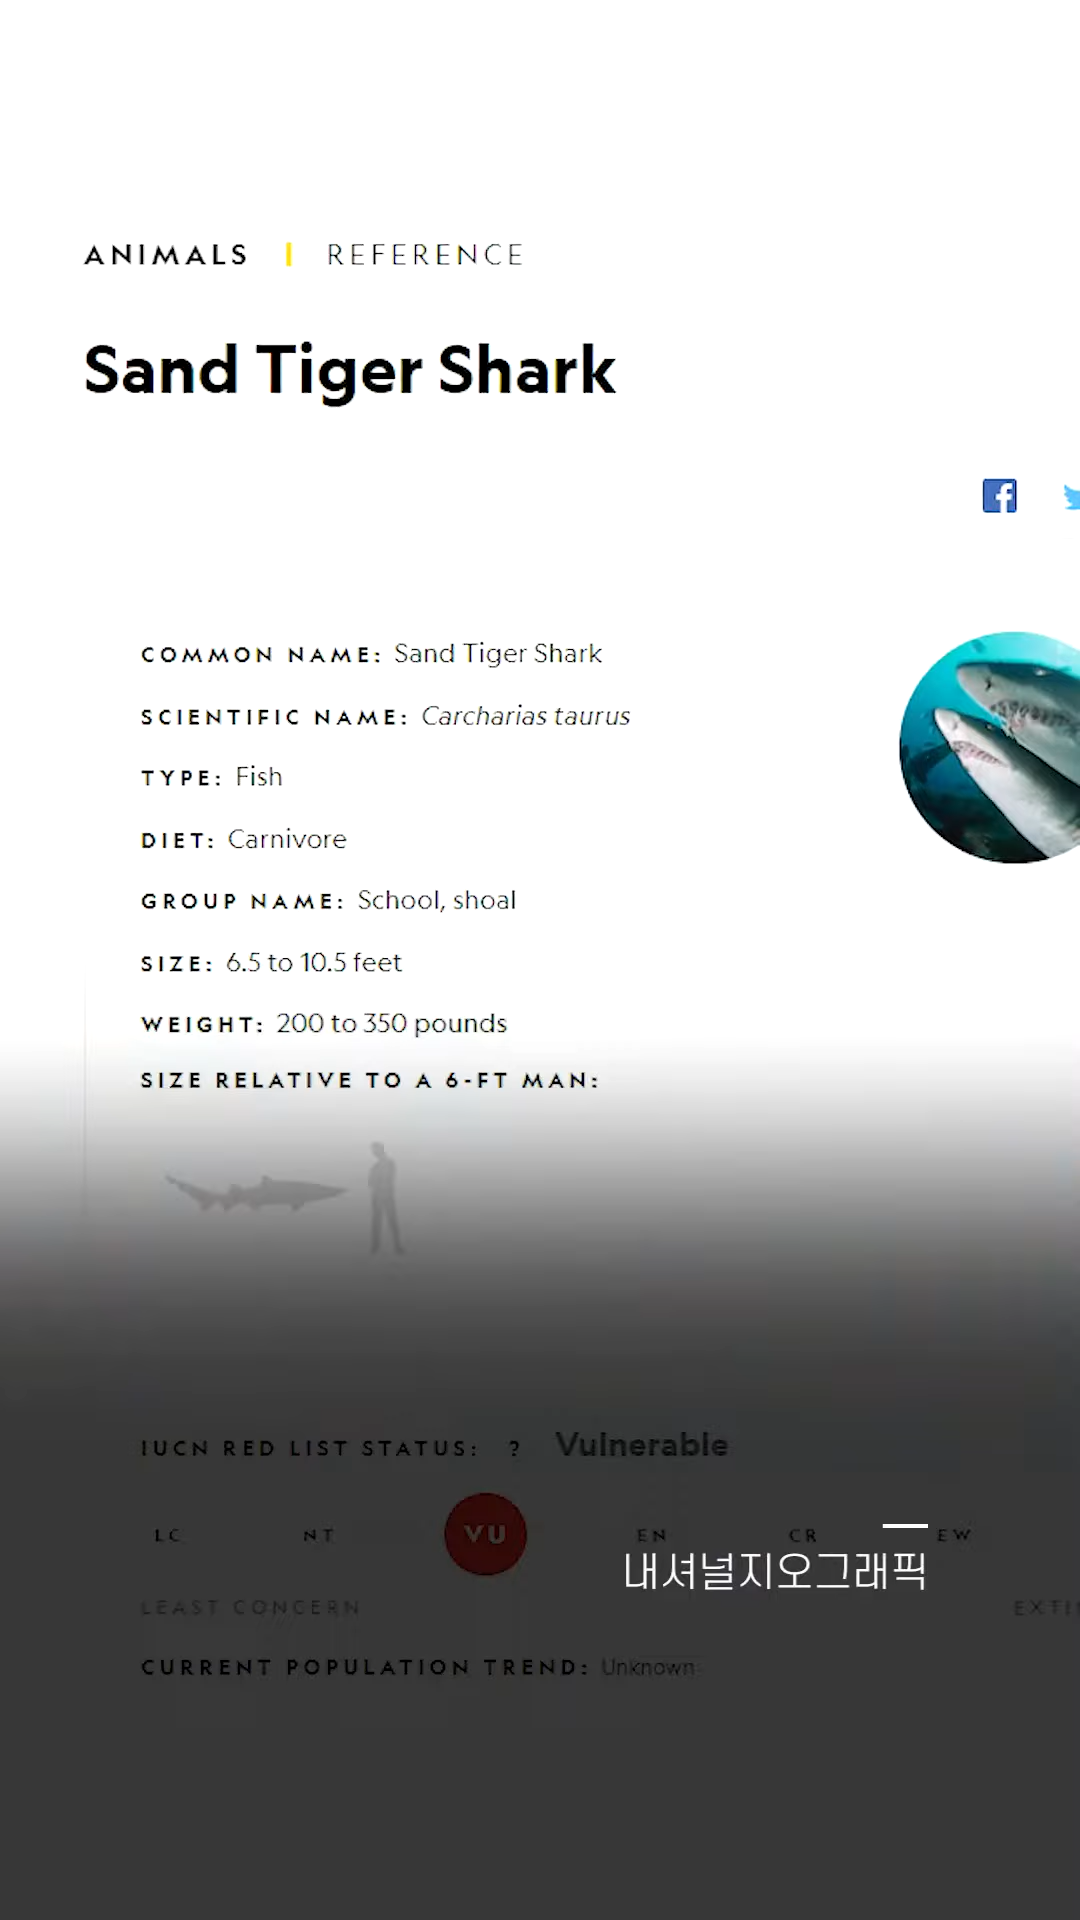 ANIMALS | REFERENCE
Sand Tiger Shark
COMMON NAME: Sand Tiger Shark
SCIENTIFIC NAME: Carcharias taurus
TYPE: Fish
DIET: Carnivore
GROUP NAME: School, shoal
SIZE: 6.5 to 10.5 feet
WEIGHT: 200 to 350 pounds
SIZE RELATIVE TO A 6-FT MAN:
IUCN RED LIST STATUS: ? Vulnerable
LC NT VU EN CR EW
내셔널지오그래픽
LEAST CONCERN
CURRENT POPULATION TREND: Unknown